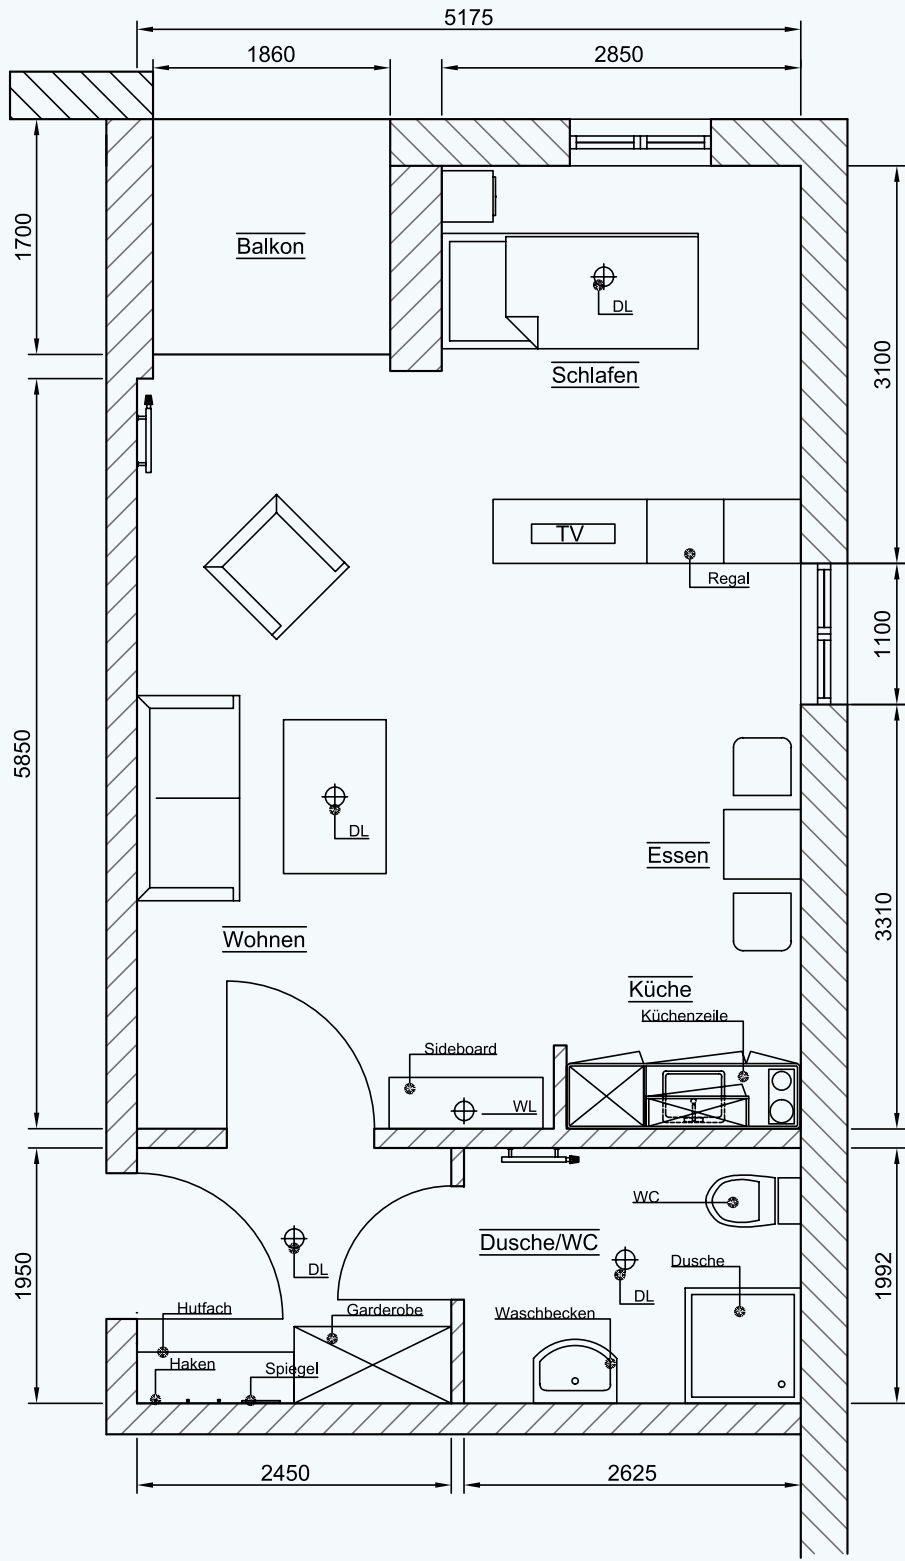 5175
1860
2850
1700
Balkon
DL
Schlafen
3100
TV
Regal
1100
5850
DL
Essen
3310
Wohnen
Küche
Küchenzeile
Sideboard
WL
WC
Dusche/WC
1950
DL
Dusche
1992
DL
Hutfach
Garderobe
Waschbecken
Haken
Spiegel
2450
2625